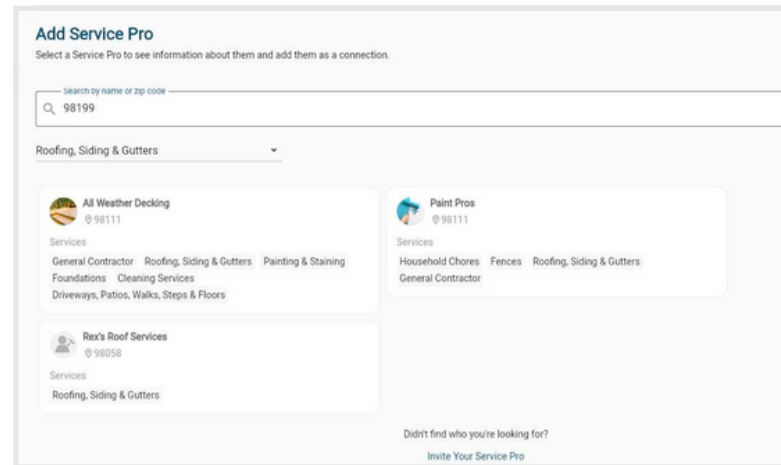 Add Service Pro
Select a Service Pro to see information about them and add them as a connection.
Search by name or zip code
98199
Roofing, Siding & Gutters
All Weather Decking
98111
Services
General Contractor Roofing, Siding & Gutters Painting & Staining
Foundations Cleaning Services
Driveways, Patios, Walks, Steps & Floors
Paint Pros
98111
Services
Household Chores Fences Roofing, Siding & Gutters
General Contractor
Rex's Roof Services
98058
Services
Roofing, Siding & Gutters
Didn't find who you're looking for?
Invite Your Service Pro